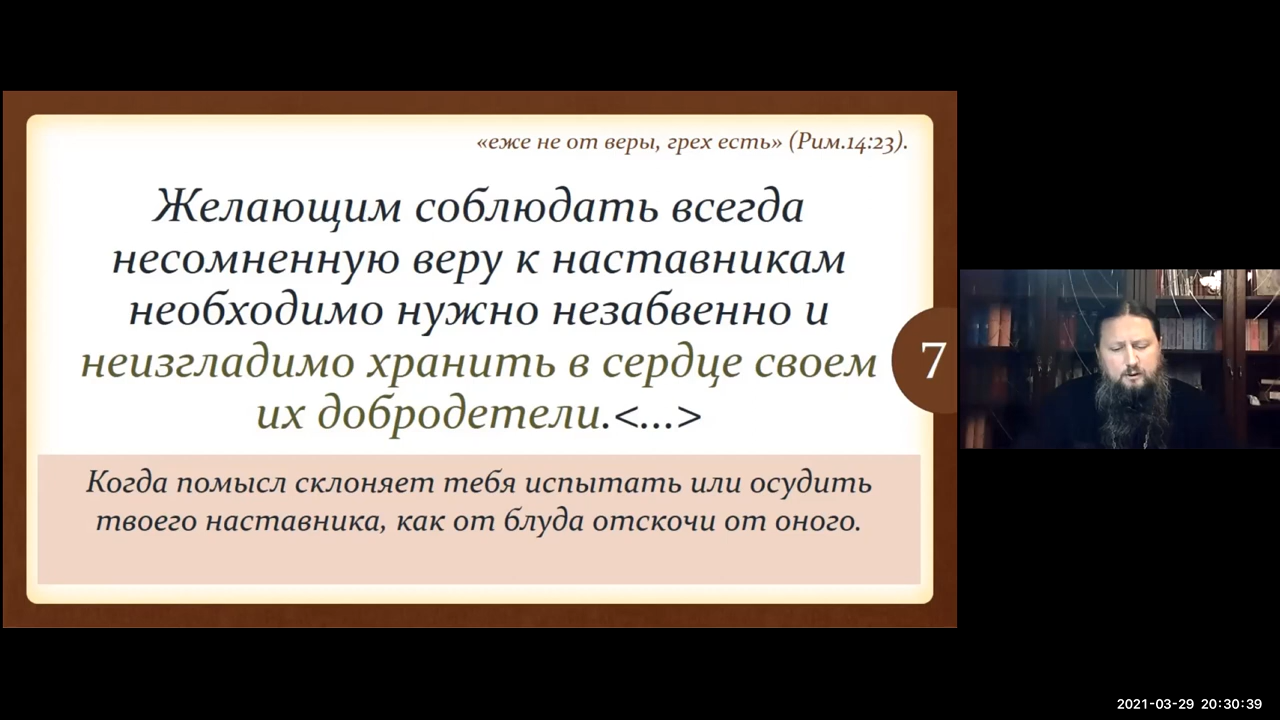 «еже не от веры, грех есть» (Рим.14:23).
Желающим соблюдать всегда
несомненную веру к наставникам
необходимо нужно незабвенно и
неизгладимо хранить в сердце своем
их добродетели.<...>
7
Когда помысл склоняет тебя испытать или осудить
твоего наставника, как от блуда отскочи от оного.
2021-03-29 20:30:39